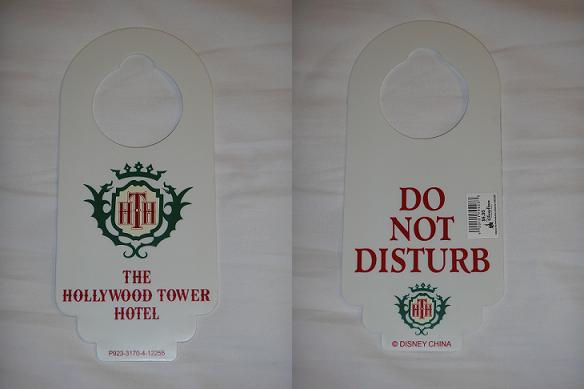 HTH
THE
HOLLYWOOD TOWER
HOTEL
P923-3170-4-12255
DO
NOT
DISTURB
HTH
© DISNEY CHINA